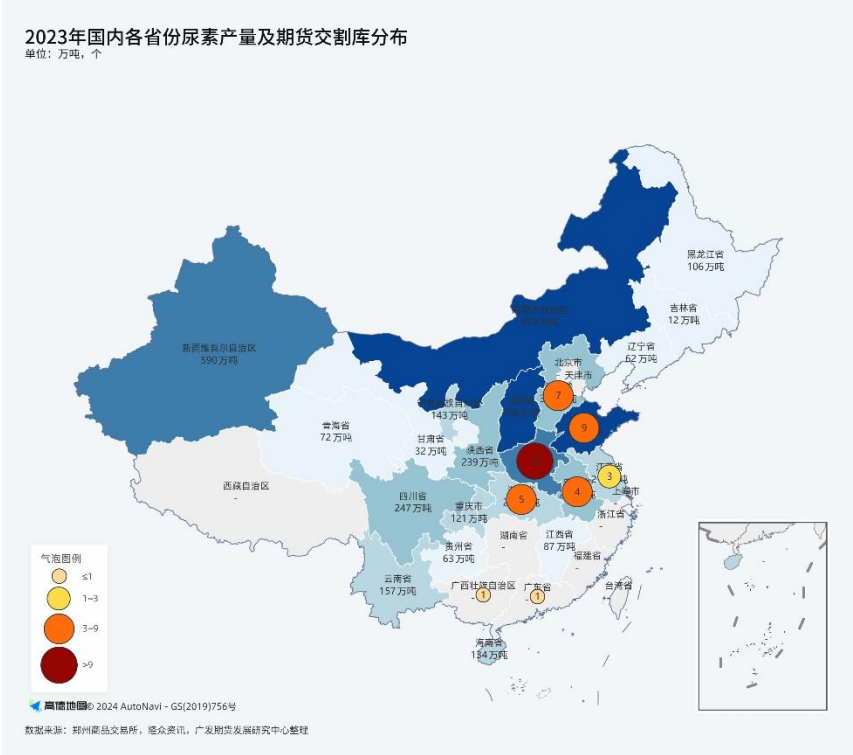 2023年国内各省份尿素产量及期货交割库分布
单位：万吨，个
黑龙江省
106万吨
吉林省
12万吨
辽宁省
62万吨
新疆维吾尔自治区
590万吨
北京市
-
天津市
7
143万吨
9
青海省
72万吨
甘肃省
32万吨
陕西省
239万吨
西藏自治区
-
四川省
247万吨
重庆市
121万吨
5
4
3
上海市
浙江省
-
湖南省
-
江西省
87万吨
贵州省
63万吨
福建省
-
云南省
157万吨
广西壮族自治区
-
1
广东省
-
1
台湾省
-
海南省
134万吨
气泡图例
≤1
1~3
3~9
>9
高德地图© 2024 AutoNavi - GS(2019)756号
数据来源：郑州商品交易所，隆众资讯，广发期货发展研究中心整理